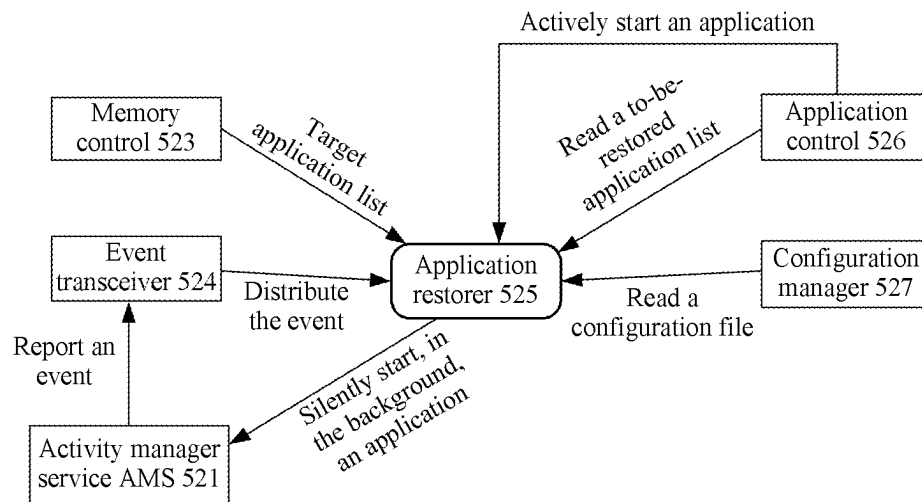 Actively start an application
Memory
control 523
Target
application list
Read a to-be-
restored
application list
Application
control 526
Event
transceiver 524
Distribute
the event
Application
restorer 525
Read a
configuration file
Configuration
manager 527
Report an
event
Silently start, in
the background,
an application
Activity manager
service AMS 521